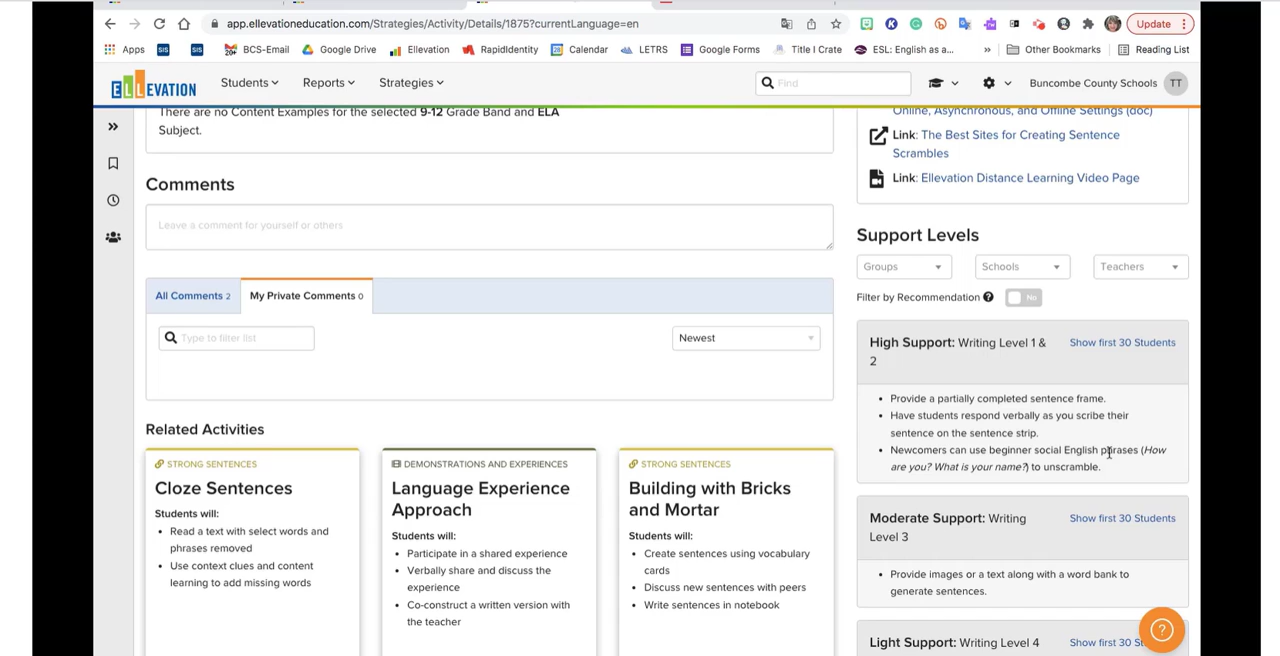 app.ellevationeducation.com/Strategies/Activity/Details/1875?currentLanguage=en
Update
Apps
SIS
SIS
BCS-Email
Google Drive
Ellevation
RapidIdentity
Calendar
LETRS
Google Forms
Title I Crate
ESL: English as a...
»
Other Bookmarks
Reading List
ELLEVATION
Students
Reports
Strategies
Find
Buncombe County Schools
TT
There are no Content Examples for the selected 9-12 Grade Band and ELA
Subject.
Comments
Leave a comment for yourself or others
All Comments 2
My Private Comments 0
Type to filter list
Newest
Related Activities
STRONG SENTENCES
Cloze Sentences
Students will:
• Read a text with select words and
phrases removed
• Use context clues and content
learning to add missing words
DEMONSTRATIONS AND EXPERIENCES
Language Experience
Approach
Students will:
• Participate in a shared experience
• Verbally share and discuss the
experience
• Co-construct a written version with
the teacher
STRONG SENTENCES
Building with Bricks
and Mortar
Students will:
• Create sentences using vocabulary
cards
• Discuss new sentences with peers
• Write sentences in notebook
Online, Asynchronous, and Offline Settings (doc)
Link: The Best Sites for Creating Sentence
Scrambles
Link: Ellevation Distance Learning Video Page
Support Levels
Groups
Schools
Teachers
Filter by Recommendation ?
No
High Support: Writing Level 1 &
2
Show first 30 Students
• Provide a partially completed sentence frame.
• Have students respond verbally as you scribe their
sentence on the sentence strip.
• Newcomers can use beginner social English phrases (How
are you? What is your name?) to unscramble.
Moderate Support: Writing
Level 3
Show first 30 Students
• Provide images or a text along with a word bank to
generate sentences.
Light Support: Writing Level 4
Show first 30 St
?